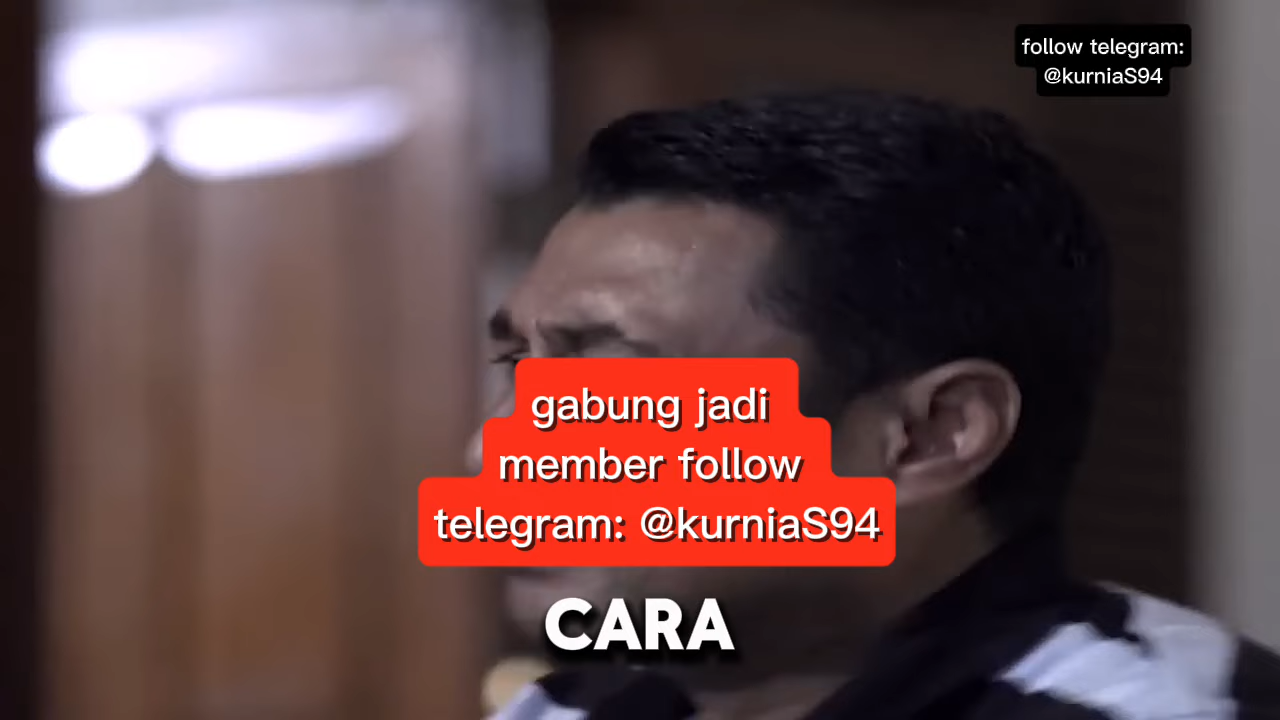 follow telegram:
@kurniaS94
gabung jadi
member follow
telegram: @kurniaS94
CARA